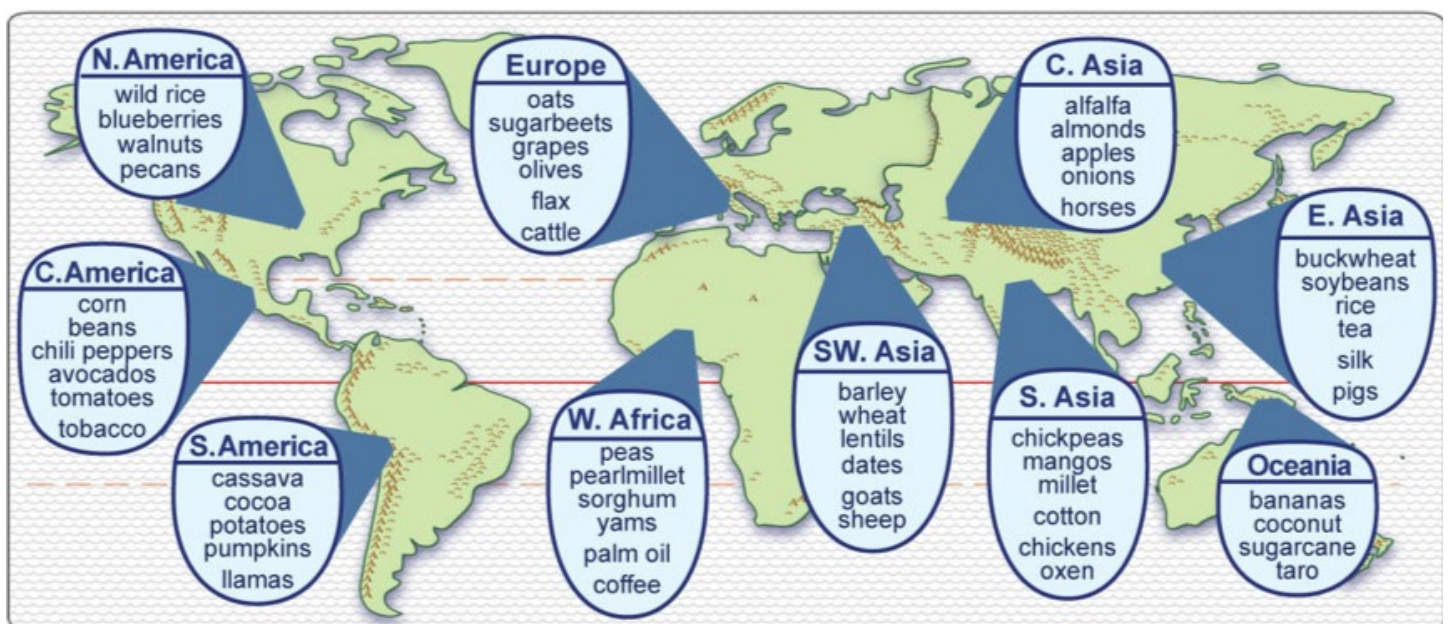 N. America
wild rice
blueberries
walnuts
pecans
Europe
oats
sugarbeets
grapes
olives
flax
cattle
C. Asia
alfalfa
almonds
apples
onions
horses
E. Asia
buckwheat
soybeans
rice
tea
silk
pigs
C.America
corn
beans
chili peppers
avocados
tomatoes
tobacco
S.America
cassava
cocoa
potatoes
pumpkins
llamas
W. Africa
peas
pearlmillet
sorghum
yams
palm oil
coffee
SW. Asia
barley
wheat
lentils
dates
goats
sheep
S. Asia
chickpeas
mangos
millet
cotton
chickens
oxen
Oceania
bananas
coconut
sugarcane
taro